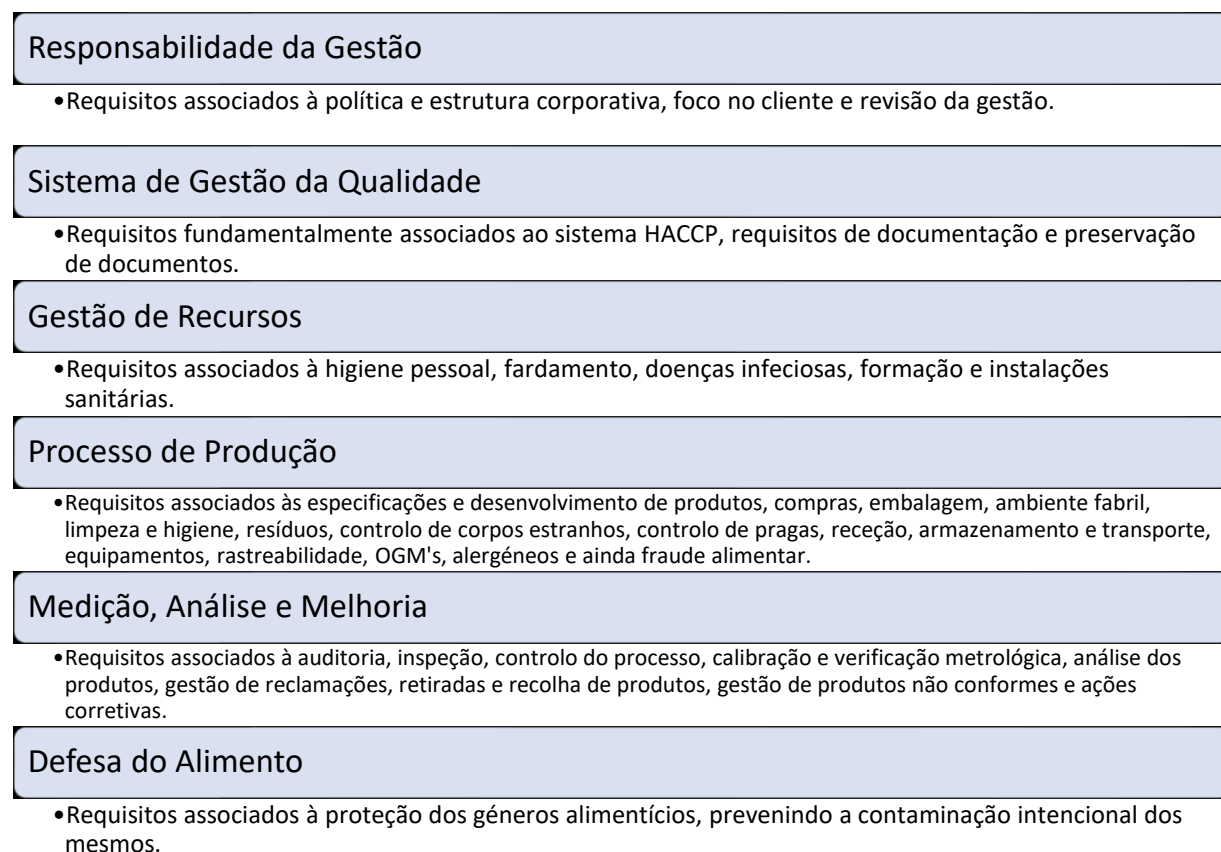 Responsabilidade da Gestão
•Requisitos associados à política e estrutura corporativa, foco no cliente e revisão da gestão.
Sistema de Gestão da Qualidade
•Requisitos fundamentalmente associados ao sistema HACCP, requisitos de documentação e preservação
de documentos.
Gestão de Recursos
•Requisitos associados à higiene pessoal, fardamento, doenças infeciosas, formação e instalações
sanitárias.
Processo de Produção
•Requisitos associados às especificações e desenvolvimento de produtos, compras, embalagem, ambiente fabril,
limpeza e higiene, resíduos, controlo de corpos estranhos, controlo de pragas, receção, armazenamento e transporte,
equipamentos, rastreabilidade, OGM's, alergéneos e ainda fraude alimentar.
Medição, Análise e Melhoria
•Requisitos associados à auditoria, inspeção, controlo do processo, calibração e verificação metrológica, análise dos
produtos, gestão de reclamações, retiradas e recolha de produtos, gestão de produtos não conformes e ações
corretivas.
Defesa do Alimento
•Requisitos associados à proteção dos géneros alimentícios, prevenindo a contaminação intencional dos
mesmos.